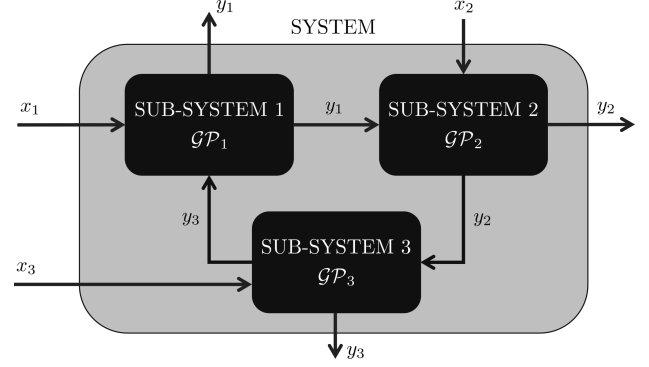 y₁
SYSTEM
x₂
x₁
SUB-SYSTEM 1
𝒢𝒫₁
y₁
SUB-SYSTEM 2
𝒢𝒫₂
y₂
y₃
y₂
SUB-SYSTEM 3
𝒢𝒫₃
x₃
y₃